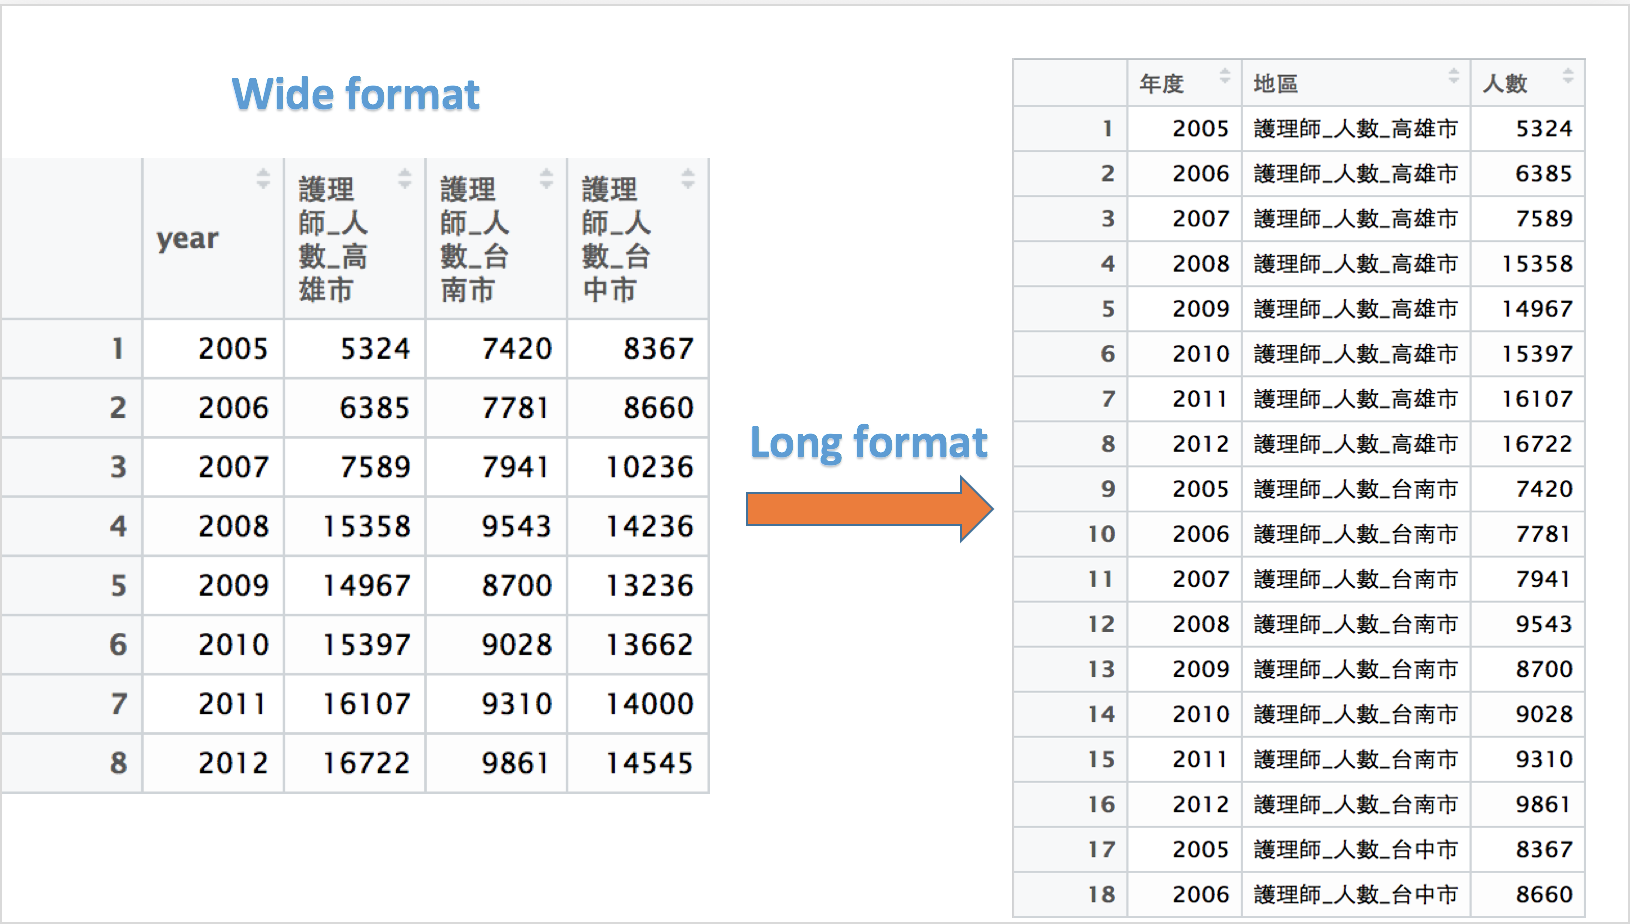 Wide format
year 護理師_人數_高雄市 護理師_人數_台南市 護理師_人數_台中市
1 2005 5324 7420 8367
2 2006 6385 7781 8660
3 2007 7589 7941 10236
4 2008 15358 9543 14236
5 2009 14967 8700 13236
6 2010 15397 9028 13662
7 2011 16107 9310 14000
8 2012 16722 9861 14545
Long format
年度 地區 人數
1 2005 護理師_人數_高雄市 5324
2 2006 護理師_人數_高雄市 6385
3 2007 護理師_人數_高雄市 7589
4 2008 護理師_人數_高雄市 15358
5 2009 護理師_人數_高雄市 14967
6 2010 護理師_人數_高雄市 15397
7 2011 護理師_人數_高雄市 16107
8 2012 護理師_人數_高雄市 16722
9 2005 護理師_人數_台南市 7420
10 2006 護理師_人數_台南市 7781
11 2007 護理師_人數_台南市 7941
12 2008 護理師_人數_台南市 9543
13 2009 護理師_人數_台南市 8700
14 2010 護理師_人數_台南市 9028
15 2011 護理師_人數_台南市 9310
16 2012 護理師_人數_台南市 9861
17 2005 護理師_人數_台中市 8367
18 2006 護理師_人數_台中市 8660